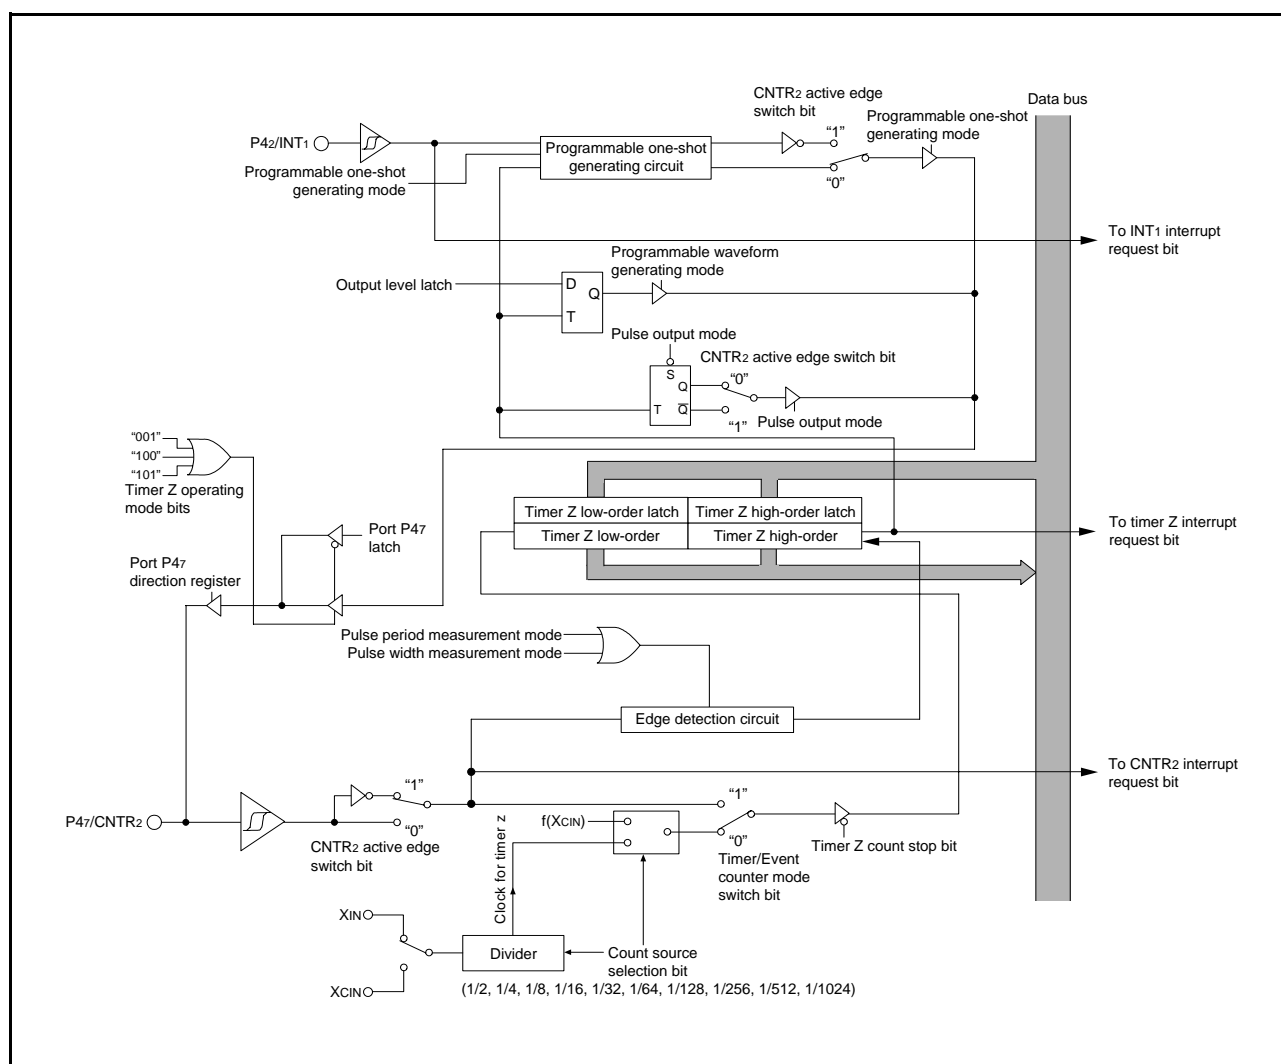 CNTR2 active edge
switch bit
Data bus
Programmable one-shot
generating mode
P42/INT1
"1"
Programmable one-shot
generating circuit
Programmable one-shot
generating mode
"0"
To INT1 interrupt
request bit
Programmable waveform
generating mode
Output level latch
D
Q
T
Pulse output mode
CNTR2 active edge switch bit
S
Q
"0"
T
Q
"1"
Pulse output mode
"001"
"100"
"101"
Timer Z operating
mode bits
Timer Z low-order latch
Timer Z high-order latch
Timer Z low-order
Timer Z high-order
To timer Z interrupt
request bit
Port P47
latch
Port P47
direction register
Pulse period measurement mode
Pulse width measurement mode
Edge detection circuit
To CNTR2 interrupt
request bit
"1"
P47/CNTR2
"0"
CNTR2 active edge
switch bit
Clock for timer z
f(XCIN)
"1"
"0"
Timer/Event
counter mode
switch bit
Timer Z count stop bit
XIN
XCIN
Divider
Count source
selection bit
(1/2, 1/4, 1/8, 1/16, 1/32, 1/64, 1/128, 1/256, 1/512, 1/1024)